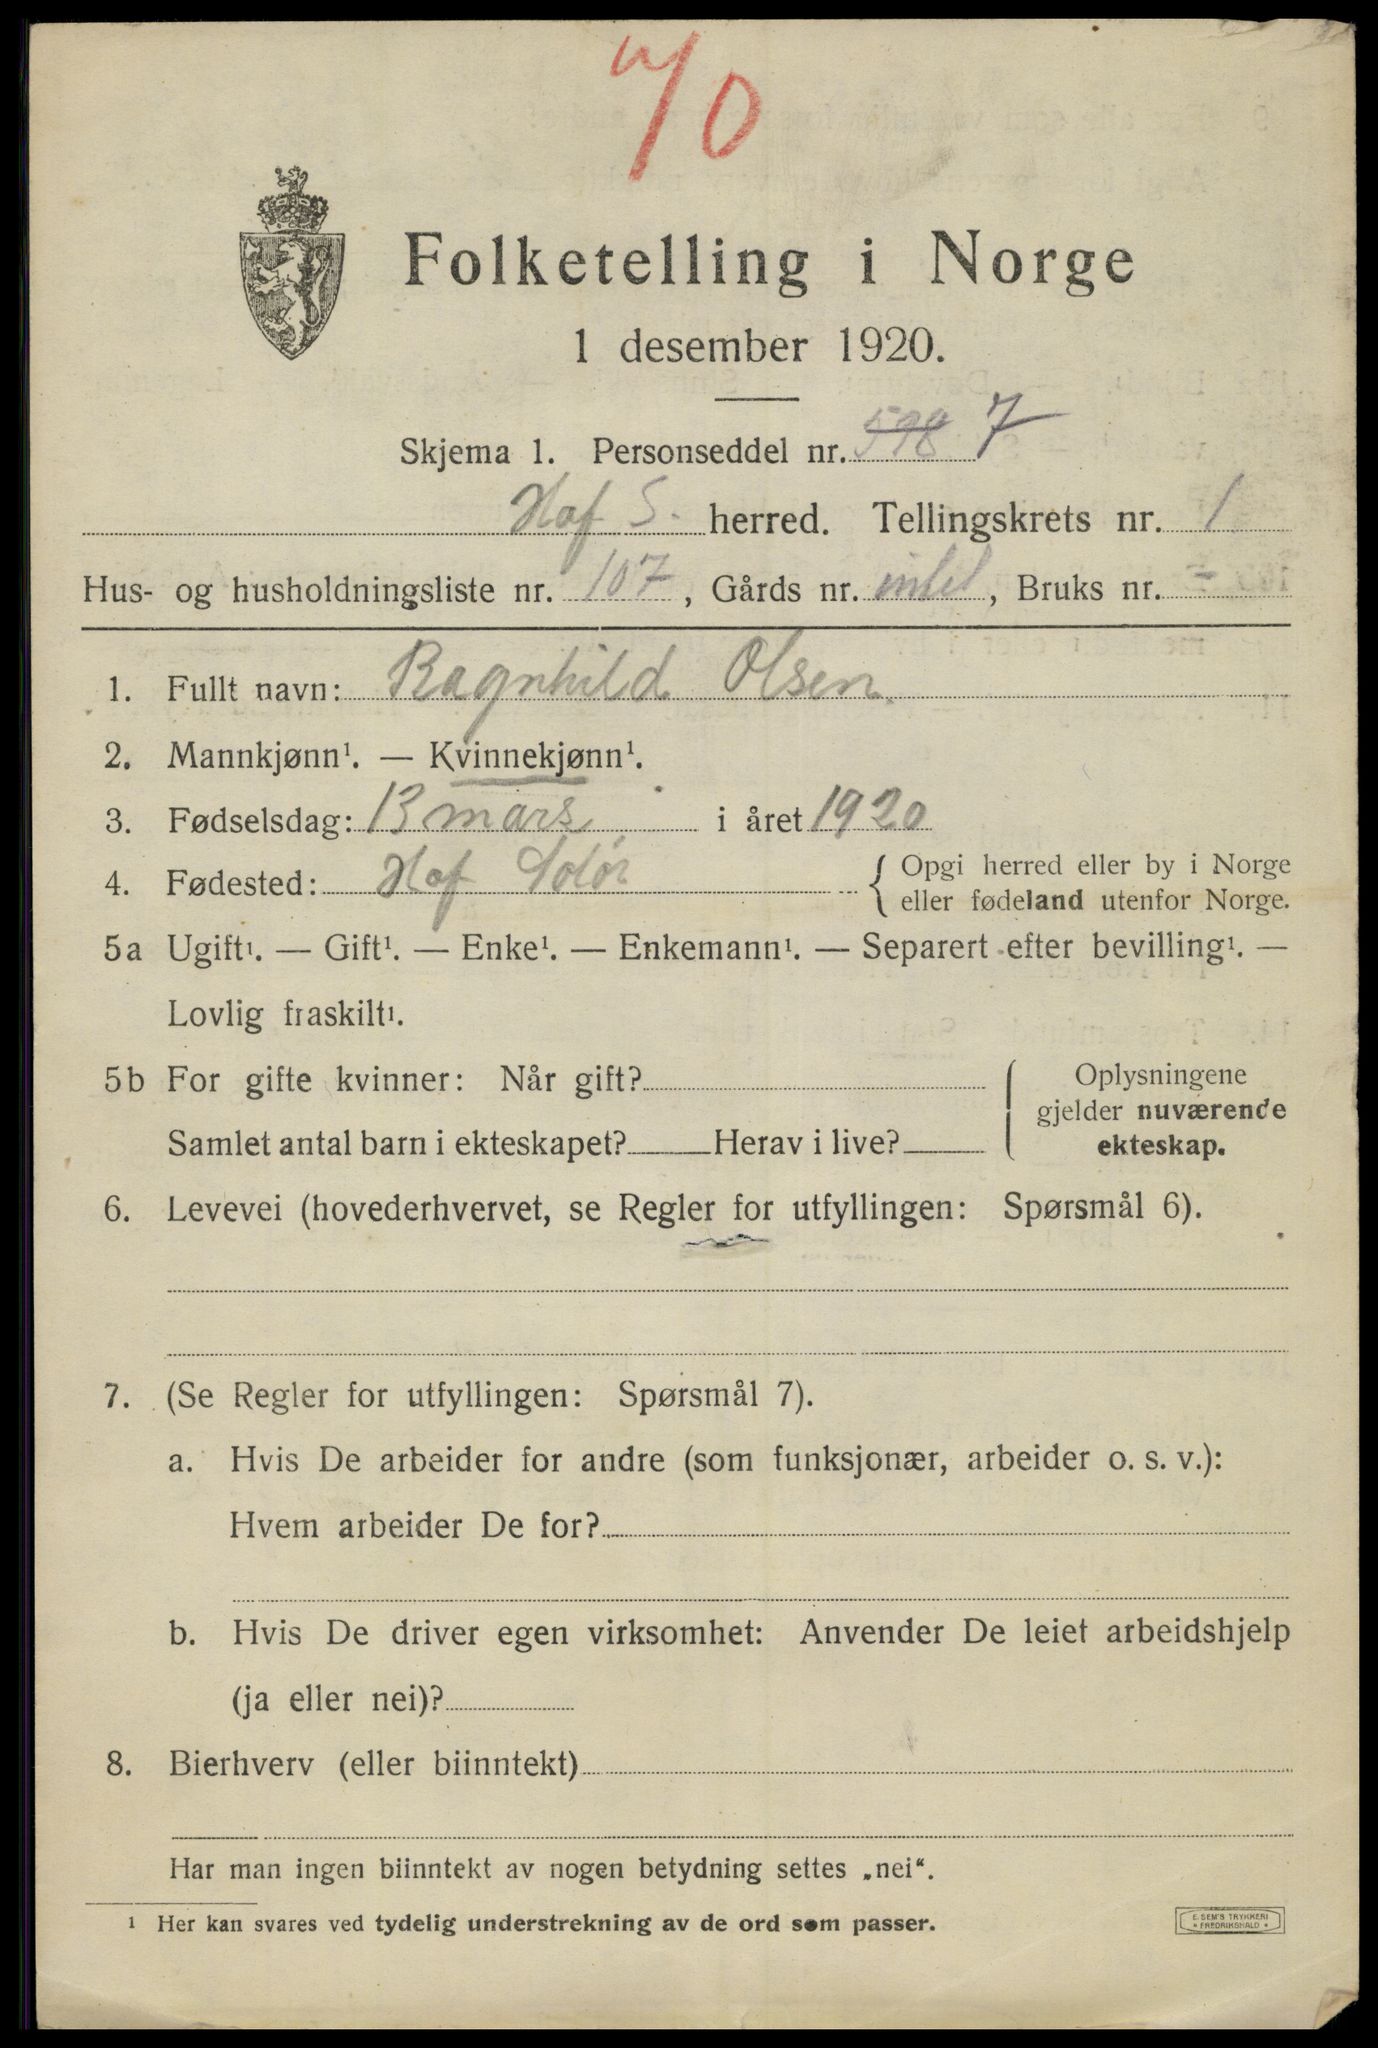 70
Folketelling i Norge
1 desember 1920.
Skjema 1. Personseddel nr. 598 7
Hof S. herred. Tellingskrets nr. 1
Hus- og husholdningsliste nr. 107, Gårds nr. intet, Bruks nr. -
1. Fullt navn: Ragnhild Olsen.
2. Mannkjønn¹. — Kvinnekjønn¹.
3. Fødselsdag: 13 mars i året 1920
4. Fødested: Hof Solør { Opgi herred eller by i Norge
eller fødeland utenfor Norge.
5a Ugift¹. — Gift¹. — Enke¹. — Enkemann¹. — Separert efter bevilling¹. —
Lovlig fraskilt¹.
5b For gifte kvinner: Når gift? Oplysningene
gjelder nuværende
Samlet antal barn i ekteskapet? Herav i live? ekteskap.
6. Levevei (hovederhvervet, se Regler for utfyllingen: Spørsmål 6).
7. (Se Regler for utfyllingen: Spørsmål 7).
a. Hvis De arbeider for andre (som funksjonær, arbeider o. s. v.):
Hvem arbeider De for?
b. Hvis De driver egen virksomhet: Anvender De leiet arbeidshjelp
(ja eller nei)?
8. Bierhverv (eller biinntekt)
Har man ingen biinntekt av nogen betydning settes „nei“.
¹ Her kan svares ved tydelig understrekning av de ord som passer.
E. SEM'S TRYKKERI
* FREDRIKSHALD *